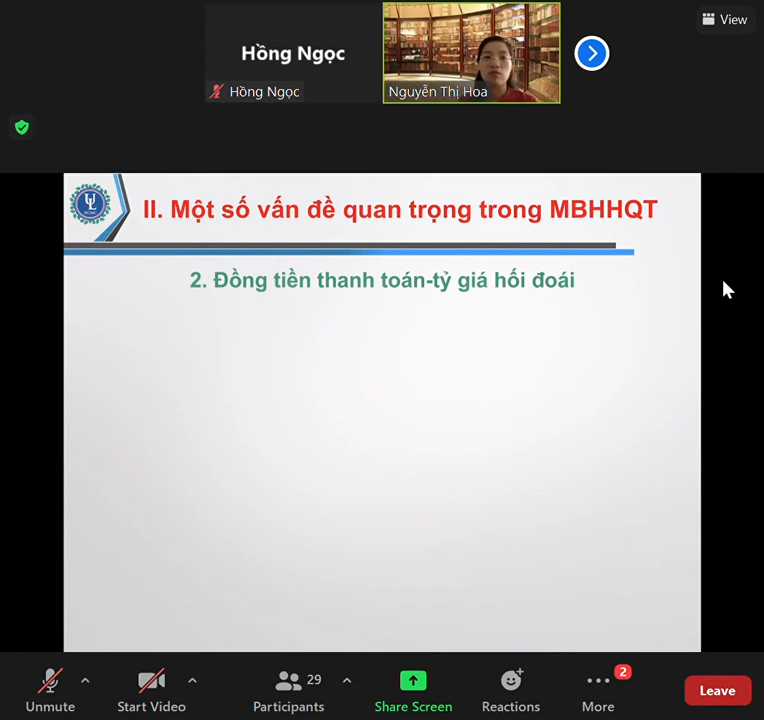 View
Hồng Ngọc
Hồng Ngọc
Nguyễn Thị Hoa
II. Một số vấn đề quan trọng trong MBHHQT
2. Đồng tiền thanh toán-tỷ giá hối đoái
29
2
Unmute
Start Video
Participants
Share Screen
Reactions
More
Leave